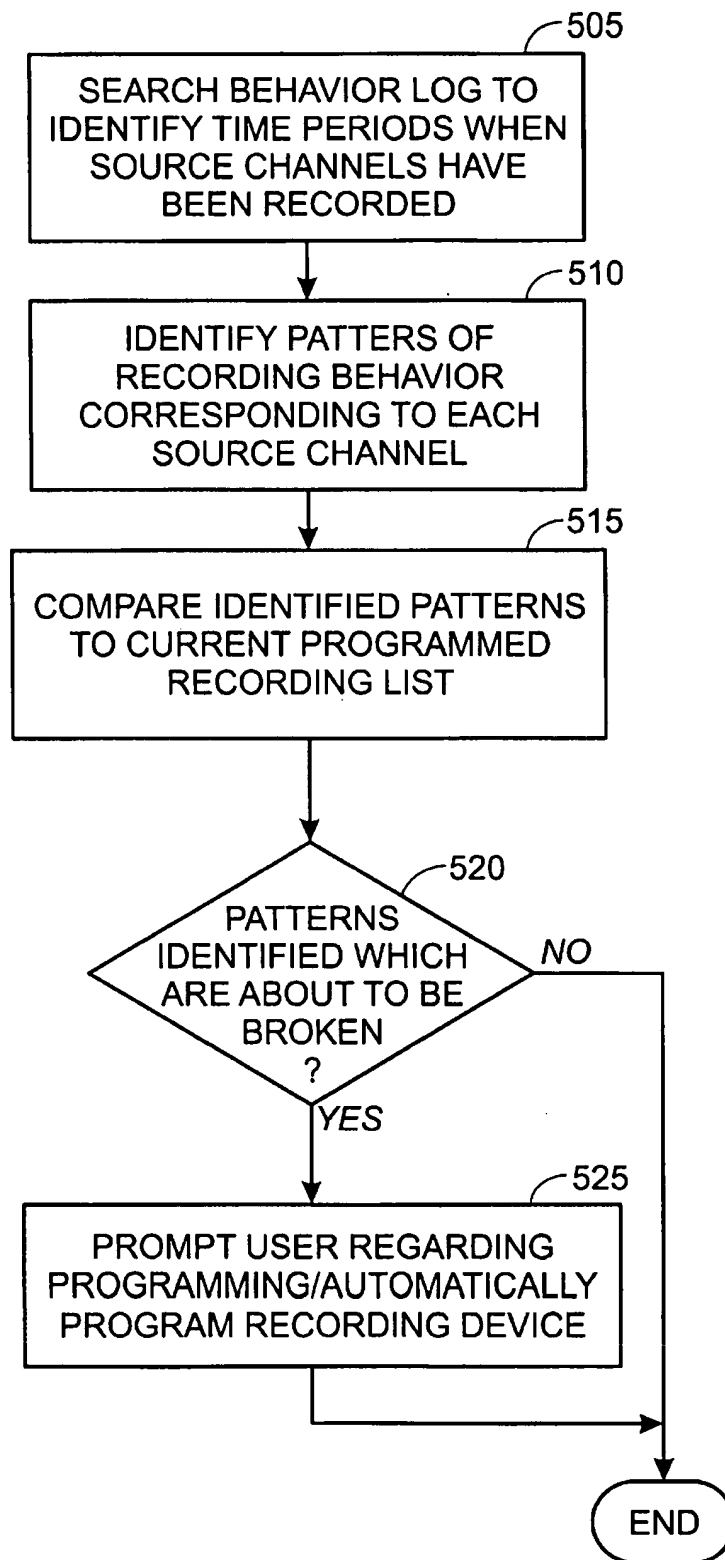 505
SEARCH BEHAVIOR LOG TO
IDENTIFY TIME PERIODS WHEN
SOURCE CHANNELS HAVE
BEEN RECORDED
510
IDENTIFY PATTERS OF
RECORDING BEHAVIOR
CORRESPONDING TO EACH
SOURCE CHANNEL
515
COMPARE IDENTIFIED PATTERNS
TO CURRENT PROGRAMMED
RECORDING LIST
520
PATTERNS
IDENTIFIED WHICH
ARE ABOUT TO BE
BROKEN
?
NO
YES
525
PROMPT USER REGARDING
PROGRAMMING/AUTOMATICALLY
PROGRAM RECORDING DEVICE
END